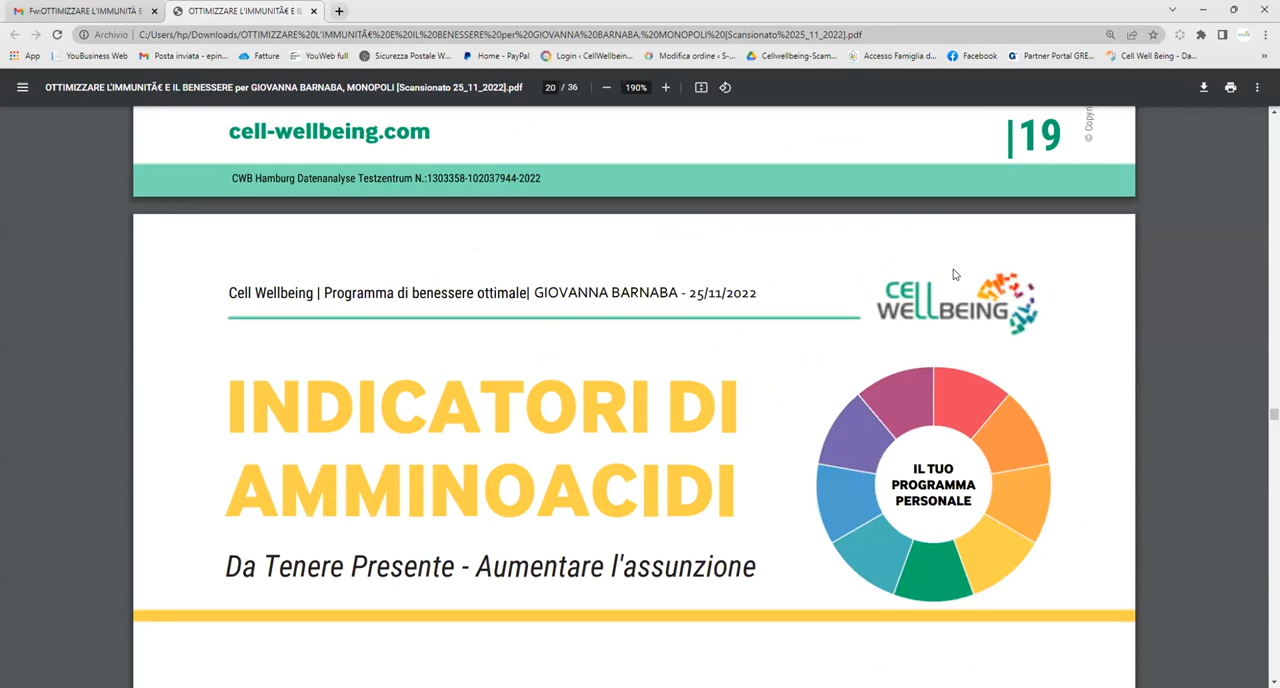 Fw:OTTIMIZZARE L'IMMUNITÀ E
OTTIMIZZARE L'IMMUNITÃ€ E IL
Archivio
C:/Users/hp/Downloads/OTTIMIZZARE%20L'IMMUNITÃ€%20E%20IL%20BENESSERE%20per%20GIOVANNA%20BARNABA,%20MONOPOLI%20[Scansionato%2025_11_2022].pdf
App
YouBusiness Web
Posta inviata - epin...
Fatture
YouWeb full
Sicurezza Postale W...
Home - PayPal
Login ‹ CellWellbein...
Modifica ordine ‹ S-...
Cellwellbeing-Scam...
Accesso Famiglia d...
Facebook
Partner Portal GRE...
Cell Well Being - Da...
»
OTTIMIZZARE L'IMMUNITÃ€ E IL BENESSERE per GIOVANNA BARNABA, MONOPOLI [Scansionato 25_11_2022].pdf
20 / 36
190%
cell-wellbeing.com
|19
© Copyr
CWB Hamburg Datenanalyse Testzentrum N.:1303358-102037944-2022
Cell Wellbeing | Programma di benessere ottimale| GIOVANNA BARNABA - 25/11/2022
CELL
WELLBEING
INDICATORI DI
AMMINOACIDI
Da Tenere Presente - Aumentare l'assunzione
IL TUO
PROGRAMMA
PERSONALE